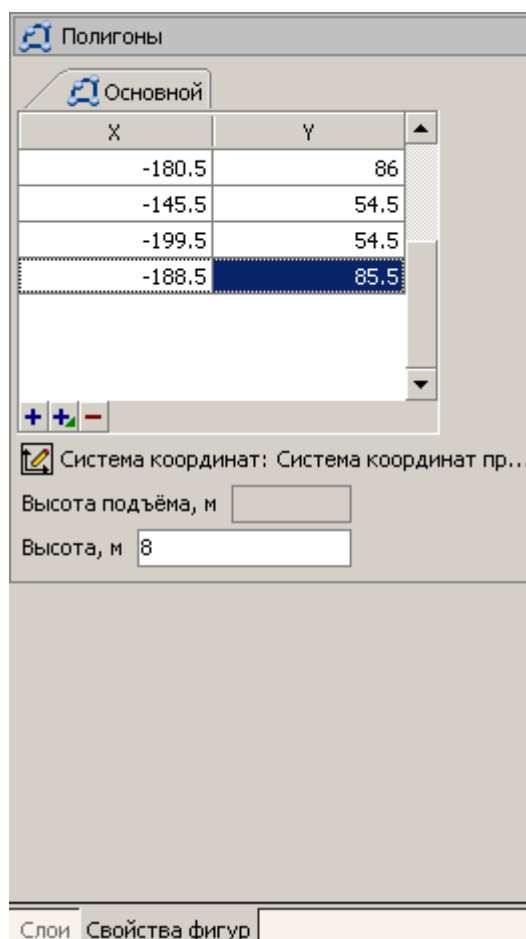 Полигоны
Основной
X Y
-180.5 86
-145.5 54.5
-199.5 54.5
-188.5 85.5
Система координат: Система координат пр...
Высота подъёма, м
Высота, м 8
Слои Свойства фигур